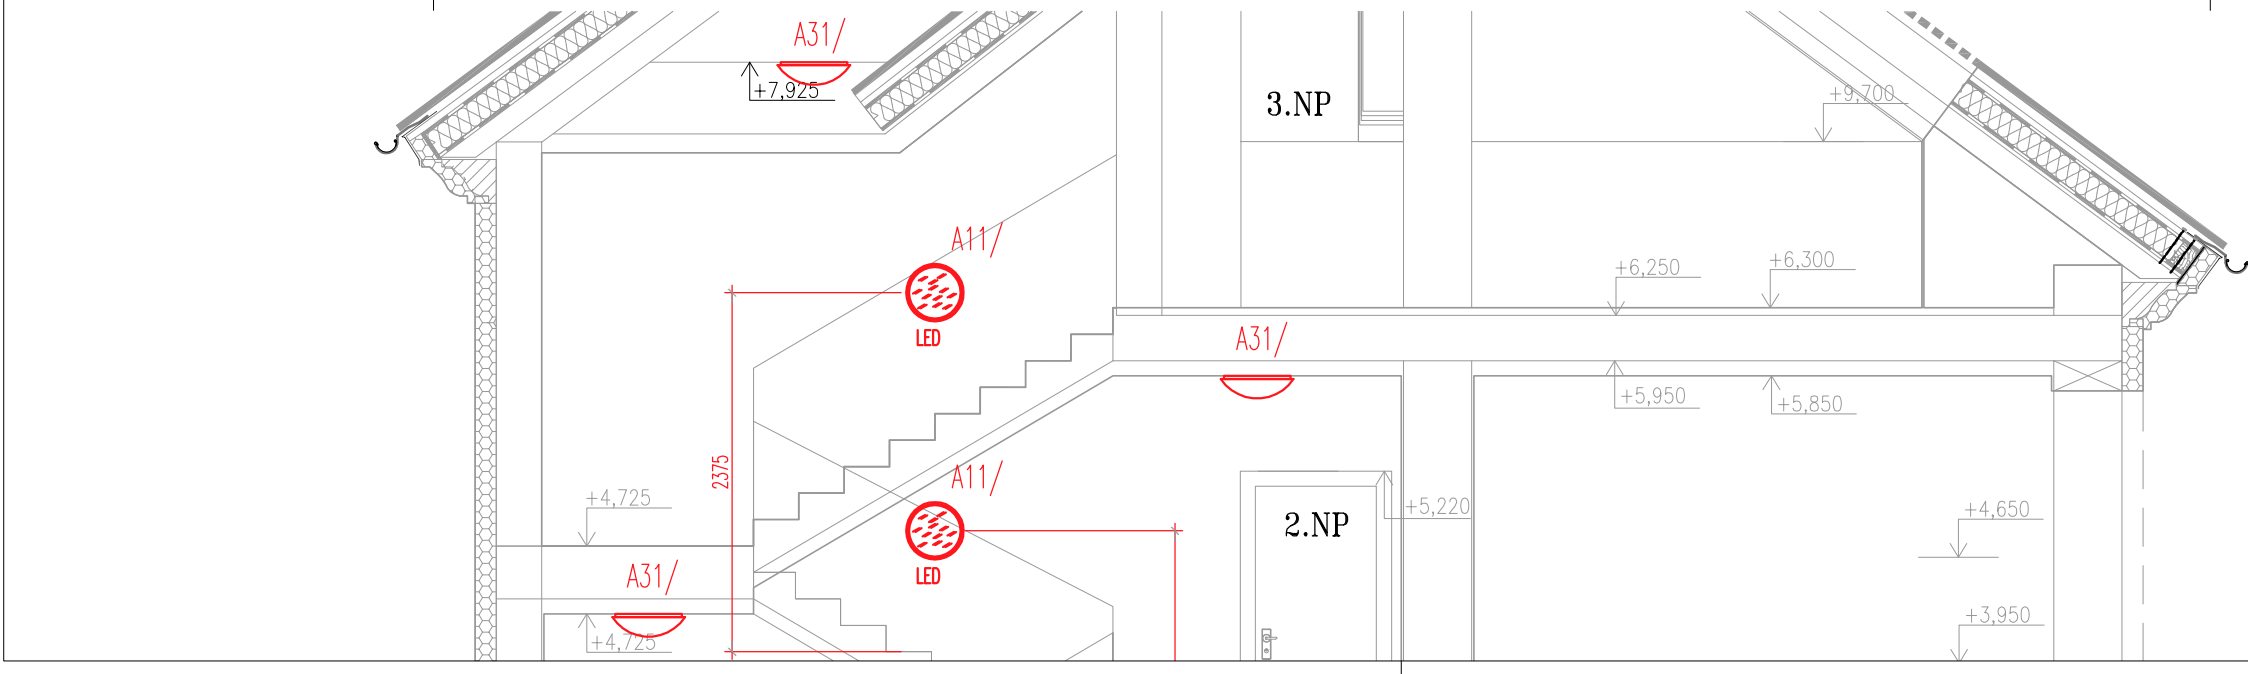 A31/
+7,925
3.NP
+9,700
A11/
LED
+6,250
+6,300
A31/
+5,950
+5,850
2375
A11/
LED
+4,725
2.NP
+5,220
+4,650
A31/
+4,725
+3,950